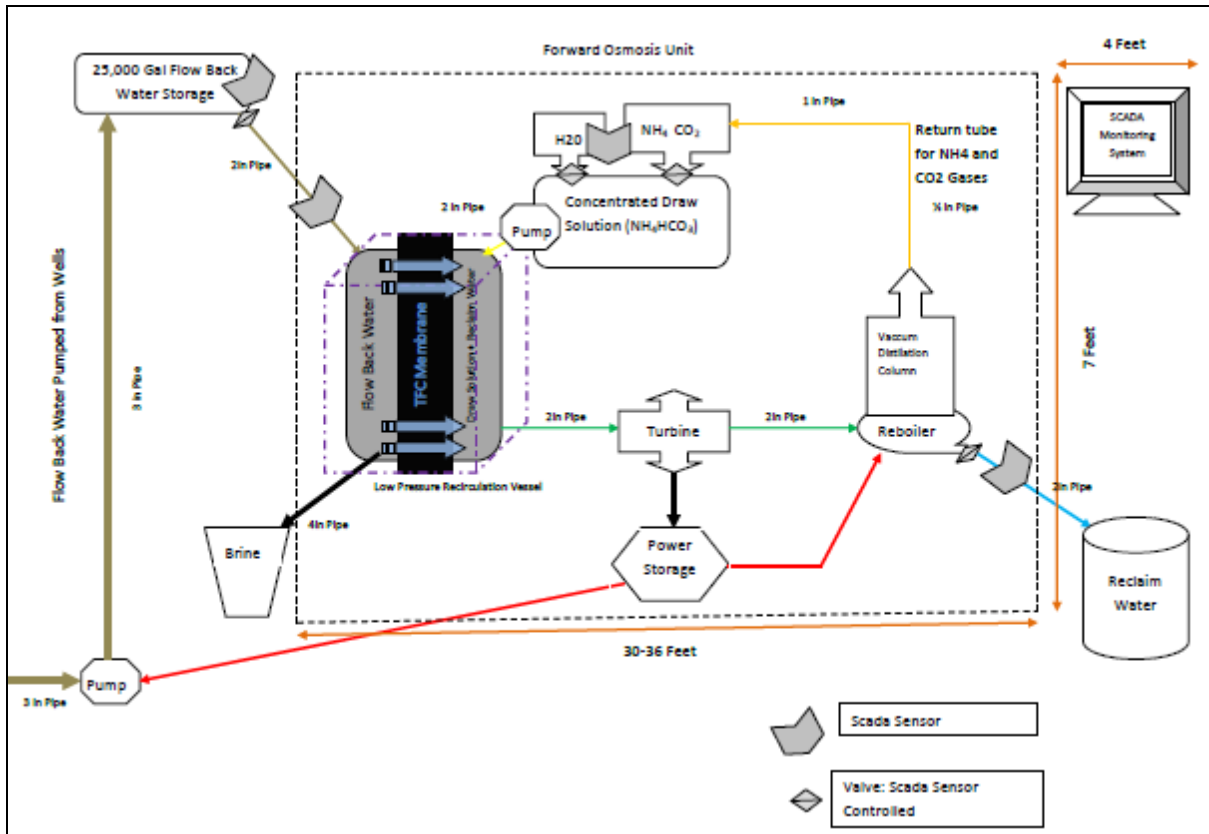 Forward Osmosis Unit
4 Feet
25,000 Gal Flow Back
Water Storage
2in Pipe
H20
NH₄ CO₂
1 in Pipe
Return tube
for NH4 and
CO2 Gases
½ in Pipe
SCADA
Monitoring
System
2 in Pipe
Pump
Concentrated Draw
Solution (NH₄HCO₃)
Flow Back Water Pumped from Wells
3 in Pipe
Flow Back Water
TFC Membrane
Draw Solution + Reclaim Water
Vaccum
Distilation
Column
7 Feet
2in Pipe
Turbine
2in Pipe
Reboiler
Low Pressure Recirculation Vessel
4in Pipe
2in Pipe
Brine
Power
Storage
Reclaim
Water
30-36 Feet
Pump
3 in Pipe
Scada Sensor
Valve: Scada Sensor
Controlled